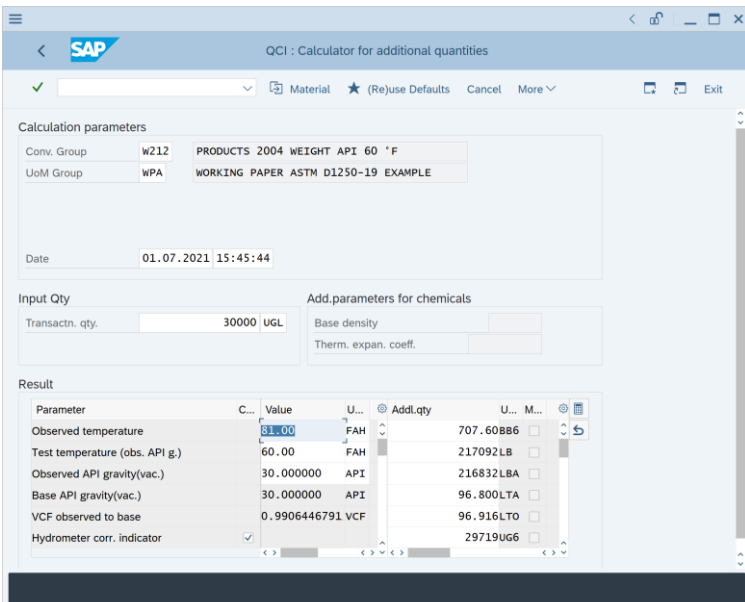 SAP
QCI : Calculator for additional quantities
Material (Re)use Defaults Cancel More Exit
Calculation parameters
Conv. Group W212 PRODUCTS 2004 WEIGHT API 60 °F
UoM Group WPA WORKING PAPER ASTM D1250-19 EXAMPLE
Date 01.07.2021 15:45:44
Input Qty Add.parameters for chemicals
Transactn. qty. 30000 UGL Base density
Therm. expan. coeff.
Result
Parameter C... Value U... Addl.qty U... M...
Observed temperature 81.00 FAH 707.60 BB6
Test temperature (obs. API g.) 60.00 FAH 217092 LB
Observed API gravity(vac.) 30.000000 API 216832 LBA
Base API gravity(vac.) 30.000000 API 96.800 LTA
VCF observed to base 0.9906446791 VCF 96.916 LTO
Hydrometer corr. indicator 29719 UG6